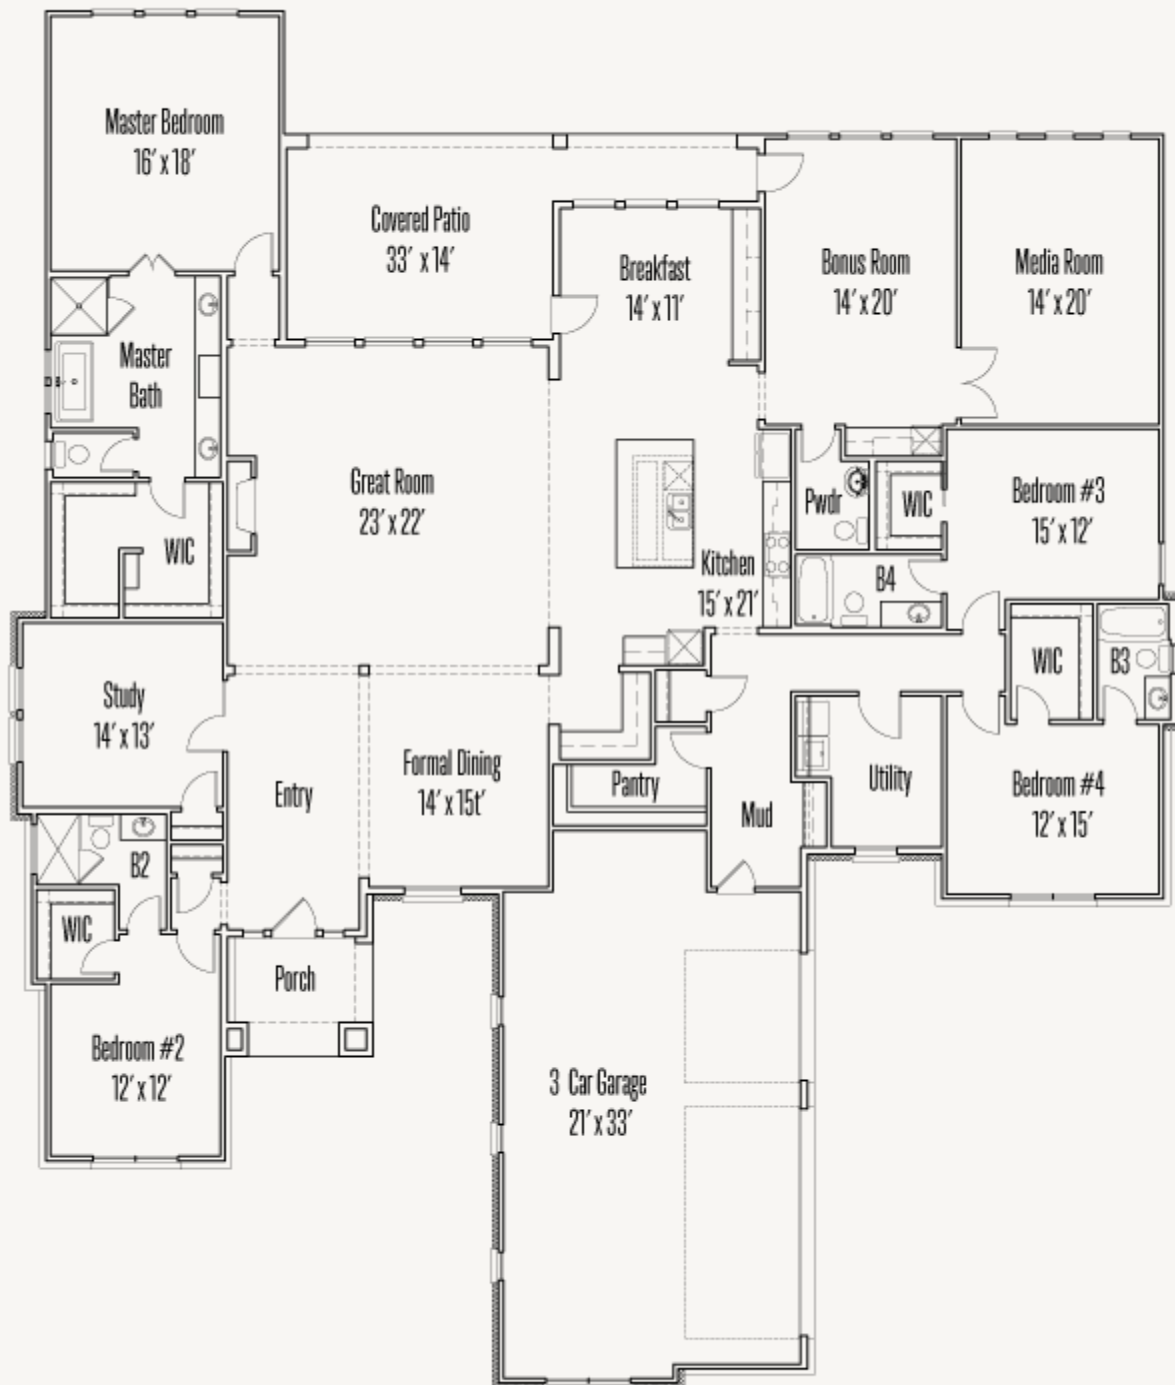 Master Bedroom
16' x 18'
Covered Patio
33' x 14'
Breakfast
14' x 11'
Bonus Room
14' x 20'
Media Room
14' x 20'
Master
Bath
Great Room
23' x 22'
WIC
Pwdr
WIC
Bedroom #3
15' x 12'
Kitchen
15' x 21'
B4
WIC
B3
Study
14' x 13'
Entry
Formal Dining
14' x 15t'
Pantry
Mud
Utility
Bedroom #4
12' x 15'
B2
WIC
Porch
Bedroom #2
12' x 12'
3 Car Garage
21' x 33'